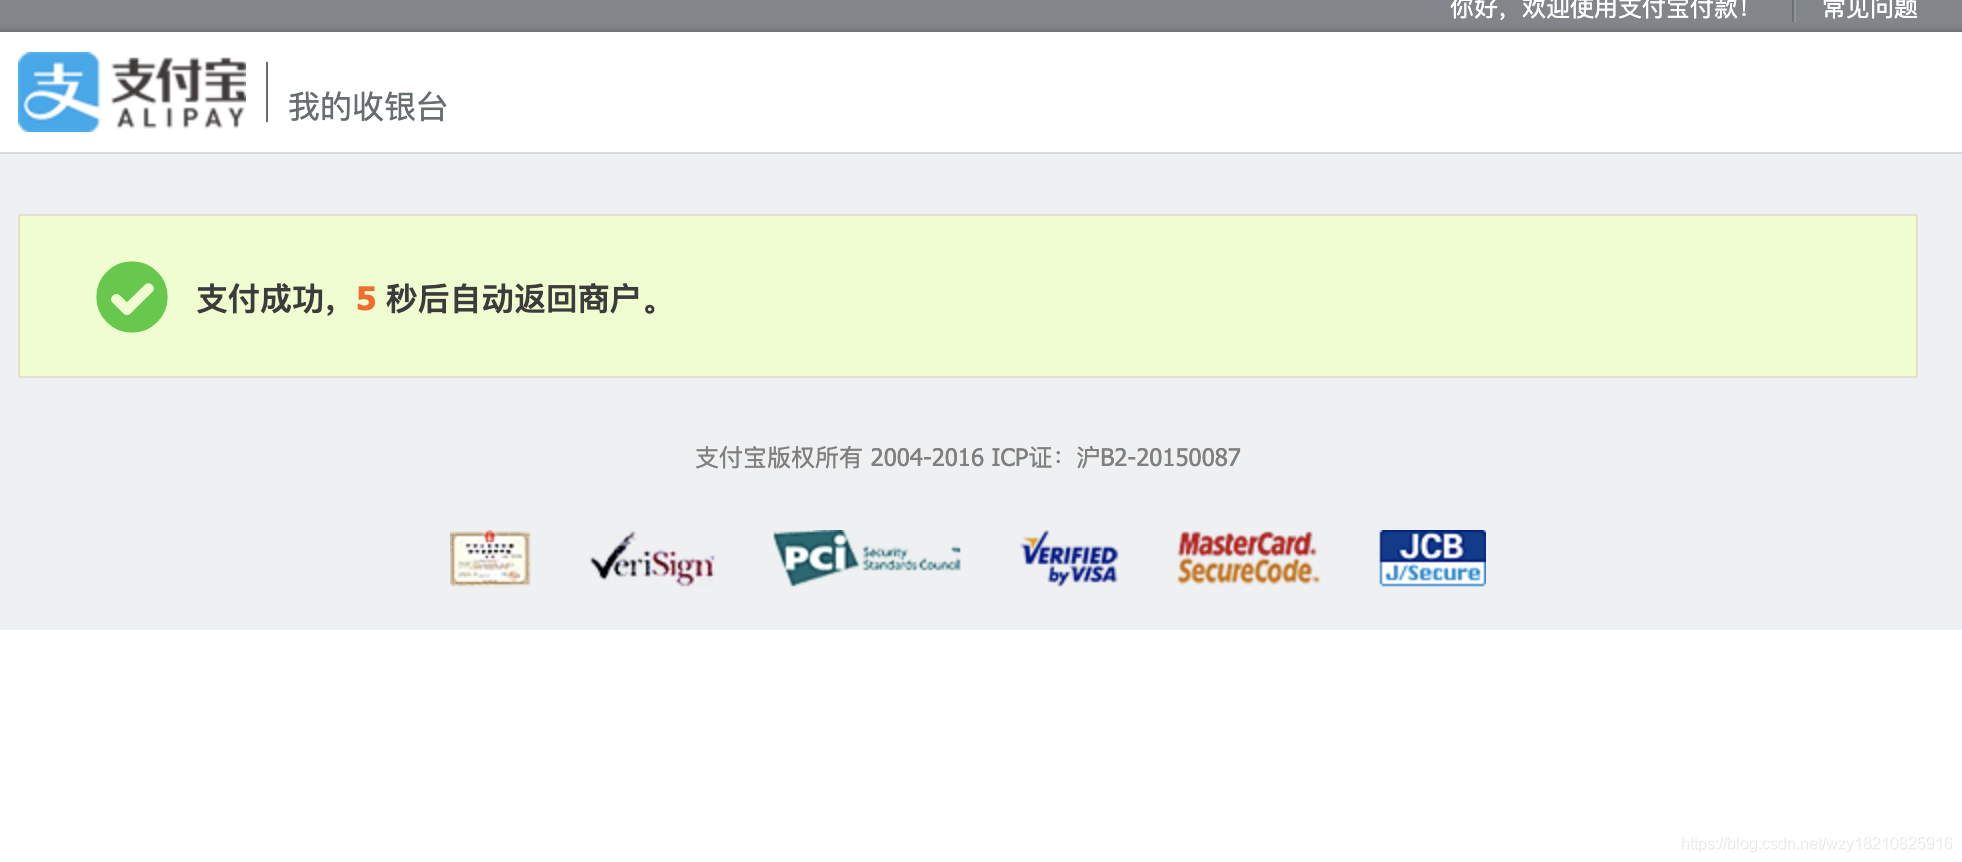 你好，欢迎使用支付宝付款！ 常见问题
支 支付宝 ALIPAY 我的收银台
支付成功，5 秒后自动返回商户。
支付宝版权所有 2004-2016 ICP证：沪B2-20150087
VeriSign PCi Security Standards Council ™ VERIFIED by VISA MasterCard. SecureCode. JCB J/Secure
https://blog.csdn.net/wzy18210825916